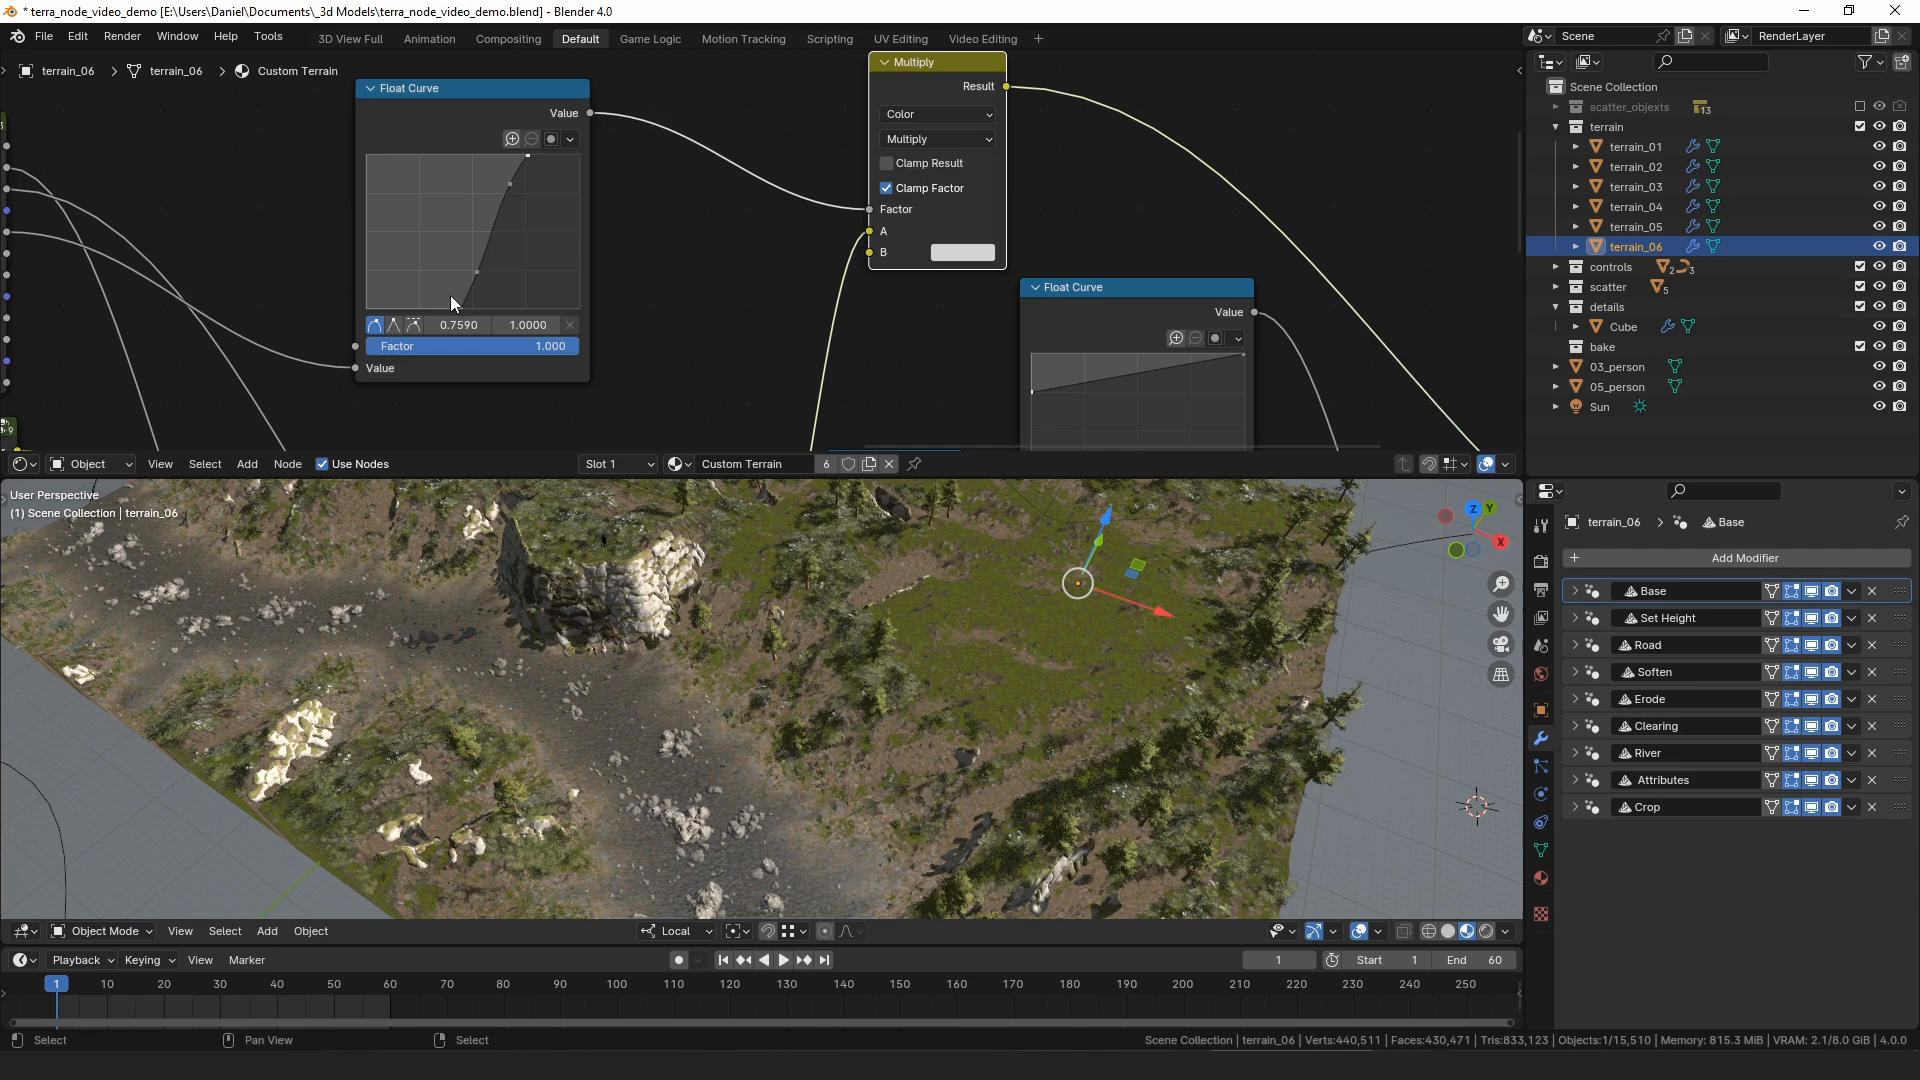 * terra_node_video_demo [E:\Users\Daniel\Documents\_3d Models\terra_node_video_demo.blend] - Blender 4.0
File Edit Render Window Help Tools
3D View Full Animation Compositing Default Game Logic Motion Tracking Scripting UV Editing Video Editing +
Scene RenderLayer
terrain_06 > terrain_06 > Custom Terrain
Float Curve
Value
0.7590 1.0000
Factor 1.000
Value
Multiply
Result
Color
Multiply
Clamp Result
Clamp Factor
Factor
A
B
Float Curve
Value
Object View Select Add Node Use Nodes Slot 1 Custom Terrain 6
Scene Collection
scatter_objexts 13
terrain
terrain_01
terrain_02
terrain_03
terrain_04
terrain_05
terrain_06
controls 2 3
scatter 5
details
Cube
bake
03_person
05_person
Sun
User Perspective
(1) Scene Collection | terrain_06
Z Y
X
terrain_06 > Base
+ Add Modifier
Base
Set Height
Road
Soften
Erode
Clearing
River
Attributes
Crop
Object Mode View Select Add Object Local
Playback Keying View Marker 1 Start 1 End 60
1 10 20 30 40 50 60 70 80 90 100 110 120 130 140 150 160 170 180 190 200 210 220 230 240 250
Select Pan View Select
Scene Collection | terrain_06 | Verts:440,511 | Faces:430,471 | Tris:833,123 | Objects:1/15,510 | Memory: 815.3 MiB | VRAM: 2.1/8.0 GiB | 4.0.0